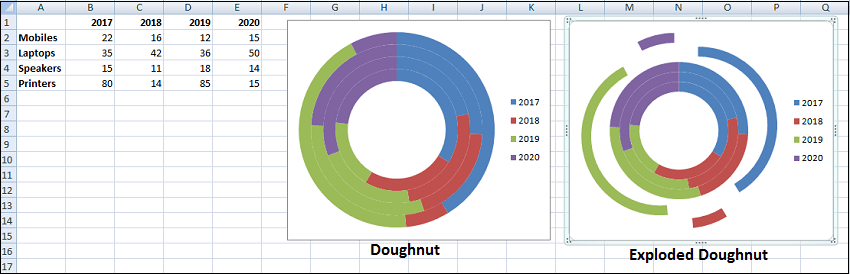 A B C D E F G H I J K L M N O P Q
1 2017 2018 2019 2020
2 Mobiles 22 16 12 15
3 Laptops 35 42 36 50
4 Speakers 15 11 18 14
5 Printers 80 14 85 15
6
7
8
9
10
11
12
13
14
15
16
17
2017
2018
2019
2020
Doughnut
2017
2018
2019
2020
Exploded Doughnut